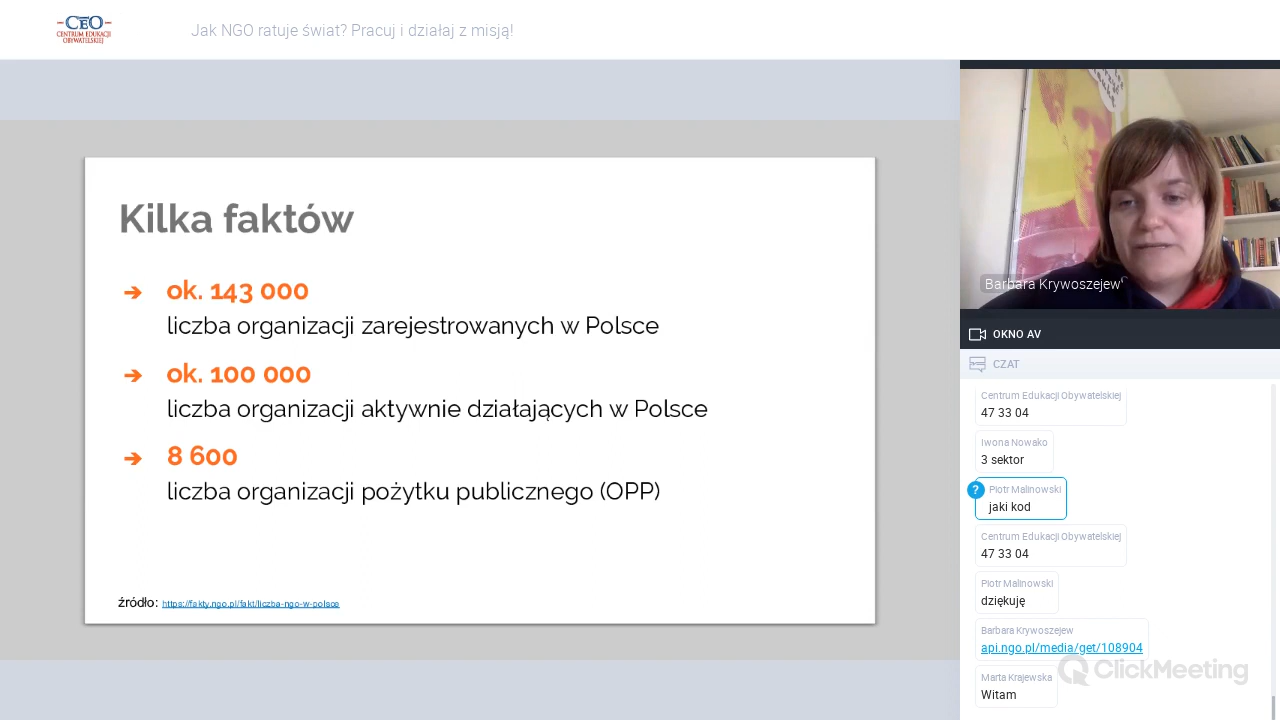 CEO
CENTRUM EDUKACJI
OBYWATELSKIEJ
Jak NGO ratuje świat? Pracuj i działaj z misją!
Kilka faktów
➔ ok. 143 000
liczba organizacji zarejestrowanych w Polsce
➔ ok. 100 000
liczba organizacji aktywnie działających w Polsce
➔ 8 600
liczba organizacji pożytku publicznego (OPP)
źródło: https://fakty.ngo.pl/fakt/liczba-ngo-w-polsce
Barbara Krywoszejew
OKNO AV
CZAT
Centrum Edukacji Obywatelskiej
47 33 04
Iwona Nowako
3 sektor
?
Piotr Malinowski
jaki kod
Centrum Edukacji Obywatelskiej
47 33 04
Piotr Malinowski
dziękuję
Barbara Krywoszejew
api.ngo.pl/media/get/108904
Marta Krajewska
Witam
ClickMeeting